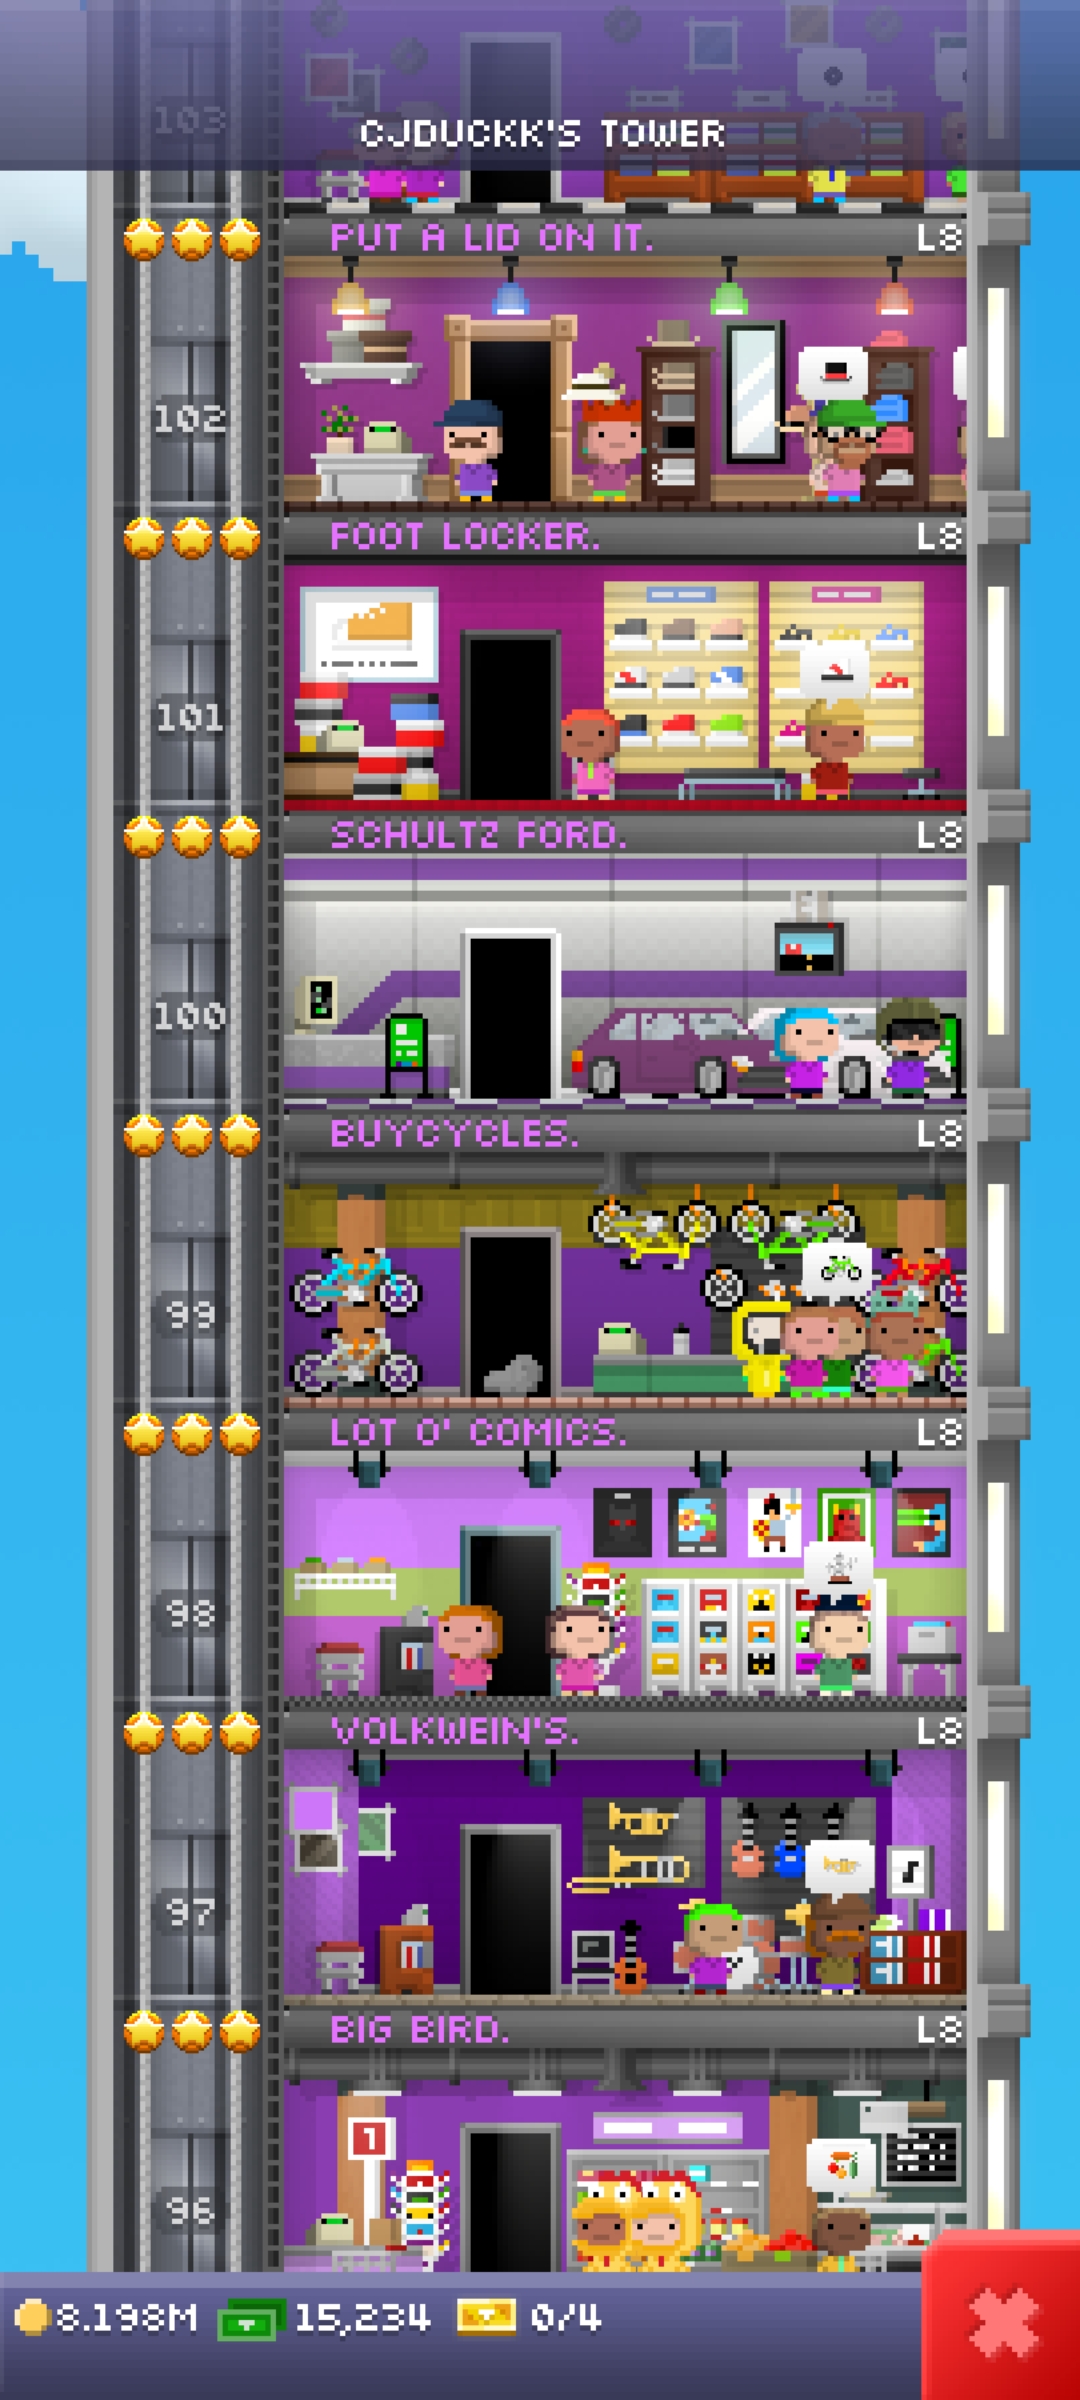 103
CJDUCKK'S TOWER
PUT A LID ON IT. L8
102
FOOT LOCKER. L8
101
SCHULTZ FORD. L8
100
BUYCYCLES. L8
99
LOT O' COMICS. L8
98
VOLKWEIN'S. L8
97
BIG BIRD. L8
1
96
8.198M 15,234 0/4